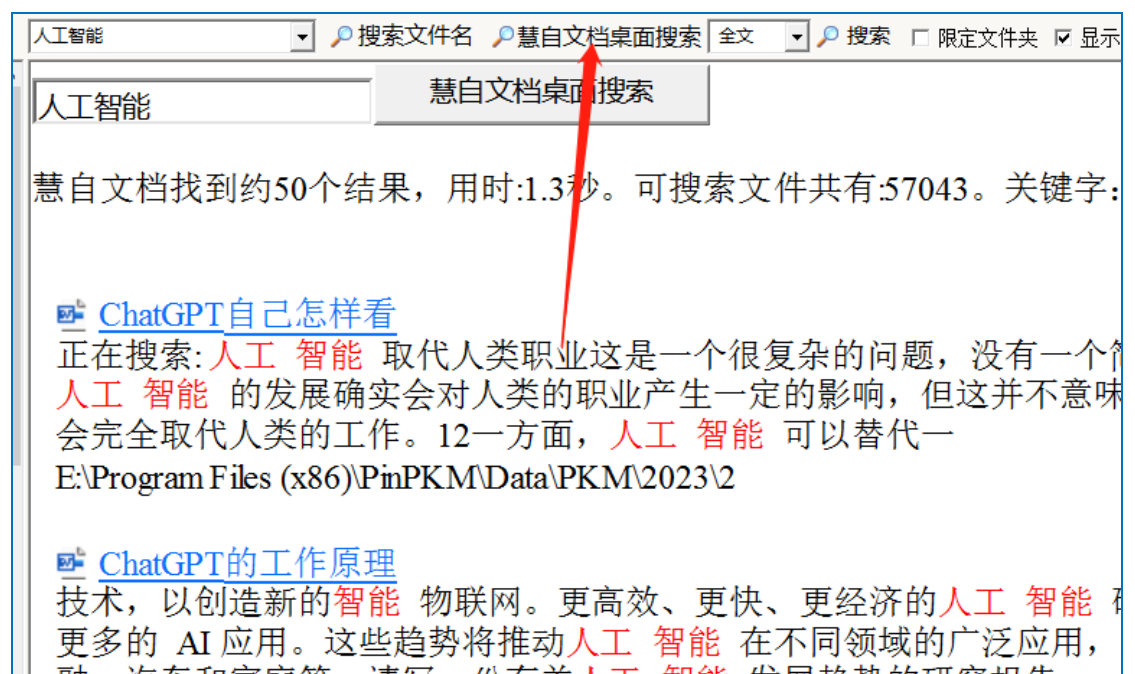 人工智能 搜索文件名 慧自文档桌面搜索 全文 搜索 限定文件夹 显示
人工智能 慧自文档桌面搜索
慧自文档找到约50个结果，用时:1.3秒。可搜索文件共有:57043。关键字:
ChatGPT自己怎样看
正在搜索:人工 智能 取代人类职业这是一个很复杂的问题，没有一个
人工 智能 的发展确实会对人类的职业产生一定的影响，但这并不意味
会完全取代人类的工作。12一方面，人工 智能 可以替代一
E:\Program Files (x86)\PinPKM\Data\PKM\2023\2
ChatGPT的工作原理
技术，以创造新的智能 物联网。更高效、更快、更经济的人工 智能
更多的 AI 应用。这些趋势将推动人工 智能 在不同领域的广泛应用，